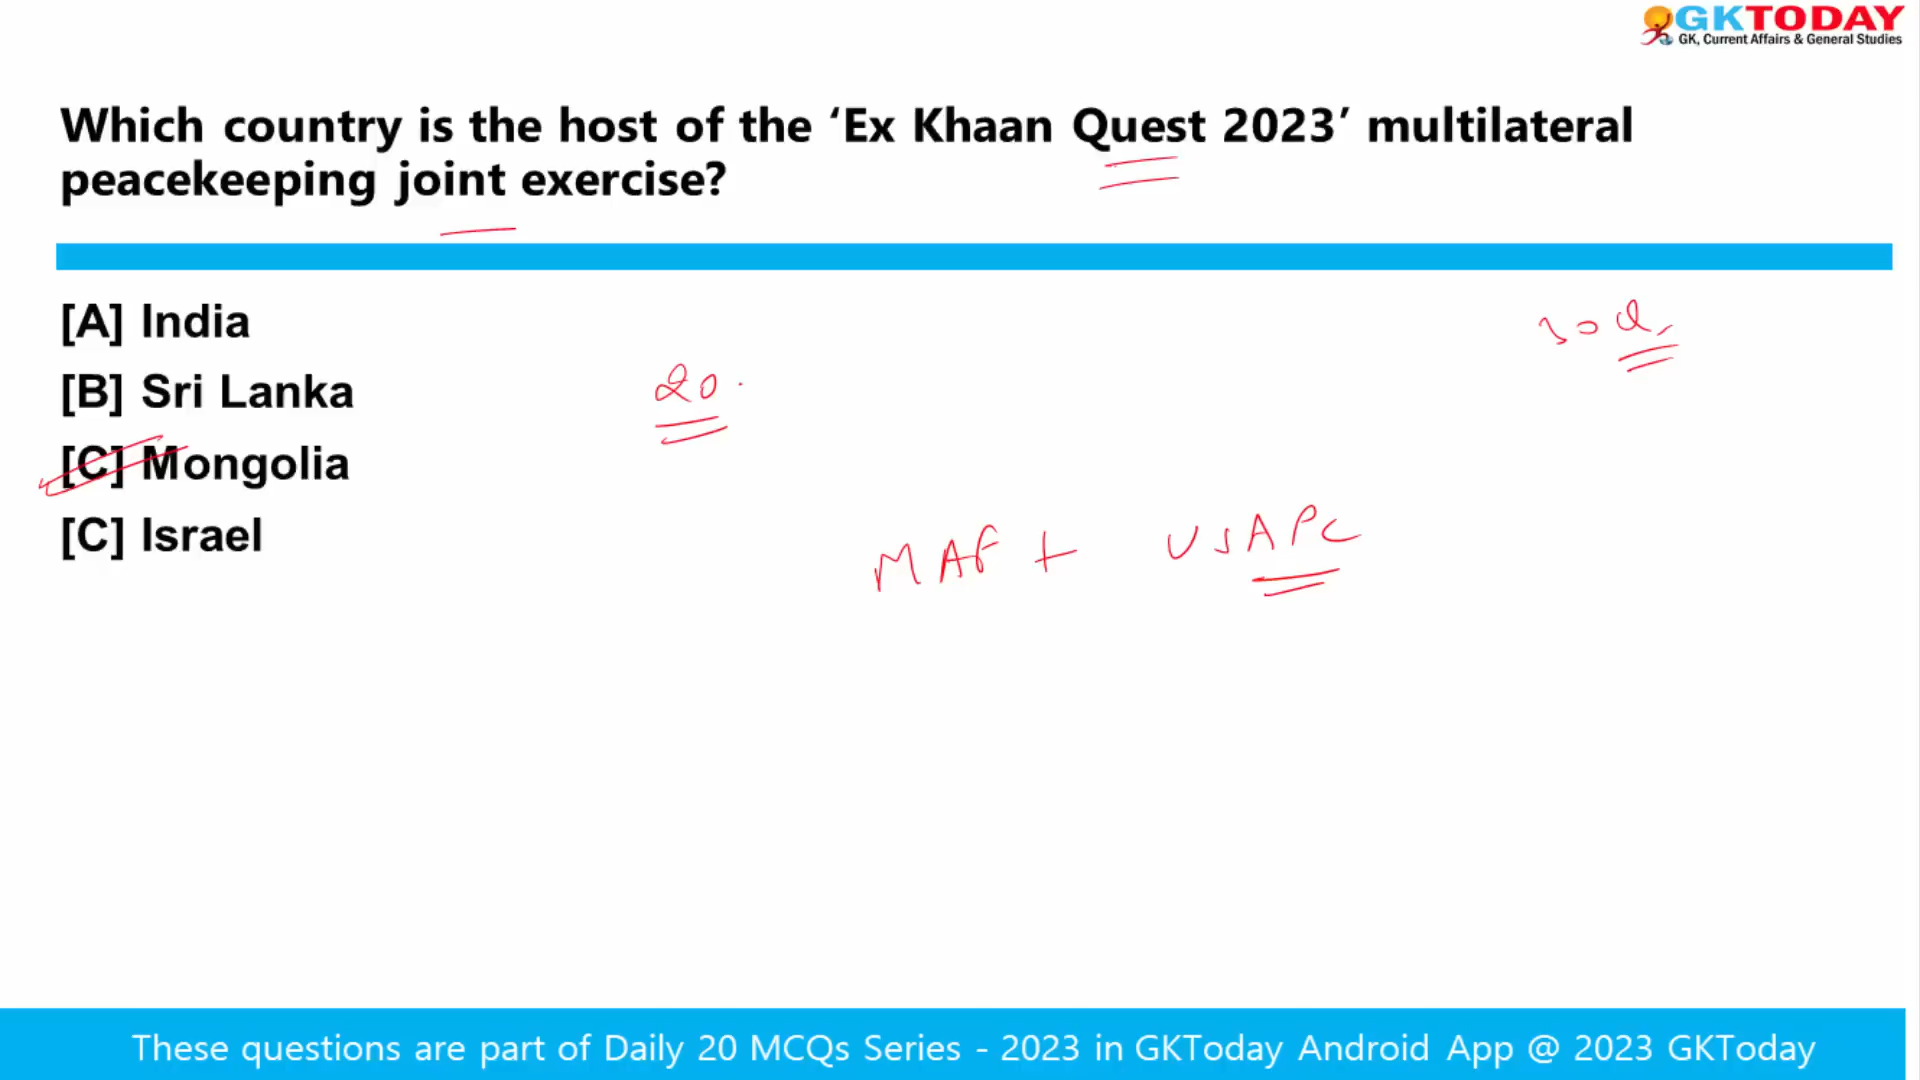 GKTODAY
GK, Current Affairs & General Studies
Which country is the host of the ‘Ex Khaan Quest 2023’ multilateral
peacekeeping joint exercise?
[A] India
[B] Sri Lanka
20.
[C] Mongolia
[C] Israel
MAF + USAPC
These questions are part of Daily 20 MCQs Series - 2023 in GKToday Android App @ 2023 GKToday